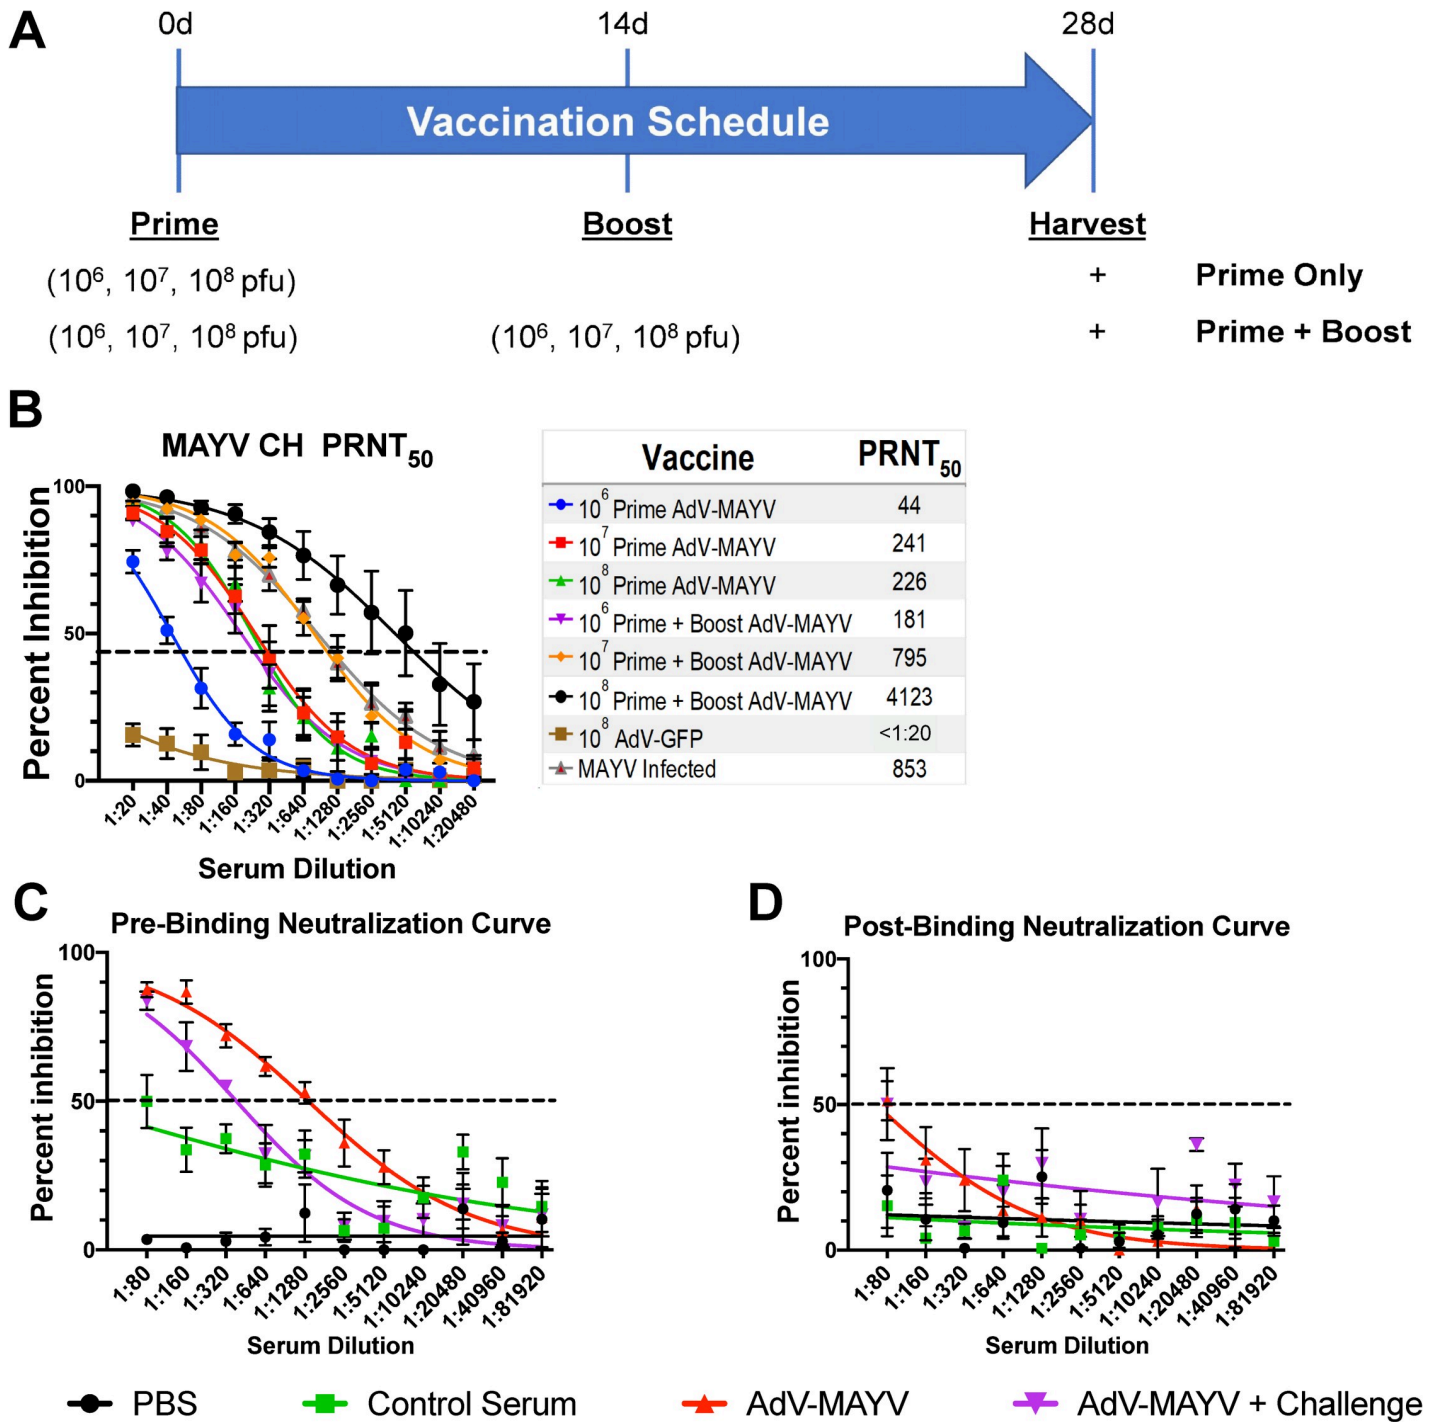 A
0d 14d 28d
Vaccination Schedule
Prime Boost Harvest
(10⁶, 10⁷, 10⁸ pfu) + Prime Only
(10⁶, 10⁷, 10⁸ pfu) (10⁶, 10⁷, 10⁸ pfu) + Prime + Boost
B
MAYV CH PRNT₅₀
Percent Inhibition
100
50
0
1:20 1:40 1:80 1:160 1:320 1:640 1:1280 1:2560 1:5120 1:10240 1:20480
Serum Dilution
Vaccine PRNT₅₀
10⁶ Prime AdV-MAYV 44
10⁷ Prime AdV-MAYV 241
10⁸ Prime AdV-MAYV 226
10⁶ Prime + Boost AdV-MAYV 181
10⁷ Prime + Boost AdV-MAYV 795
10⁸ Prime + Boost AdV-MAYV 4123
10⁸ AdV-GFP <1:20
MAYV Infected 853
C
Pre-Binding Neutralization Curve
Percent inhibition
100
50
0
1:80 1:160 1:320 1:640 1:1280 1:2560 1:5120 1:10240 1:20480 1:40960 1:81920
Serum Dilution
D
Post-Binding Neutralization Curve
Percent inhibition
100
50
0
1:80 1:160 1:320 1:640 1:1280 1:2560 1:5120 1:10240 1:20480 1:40960 1:81920
Serum Dilution
PBS Control Serum AdV-MAYV AdV-MAYV + Challenge